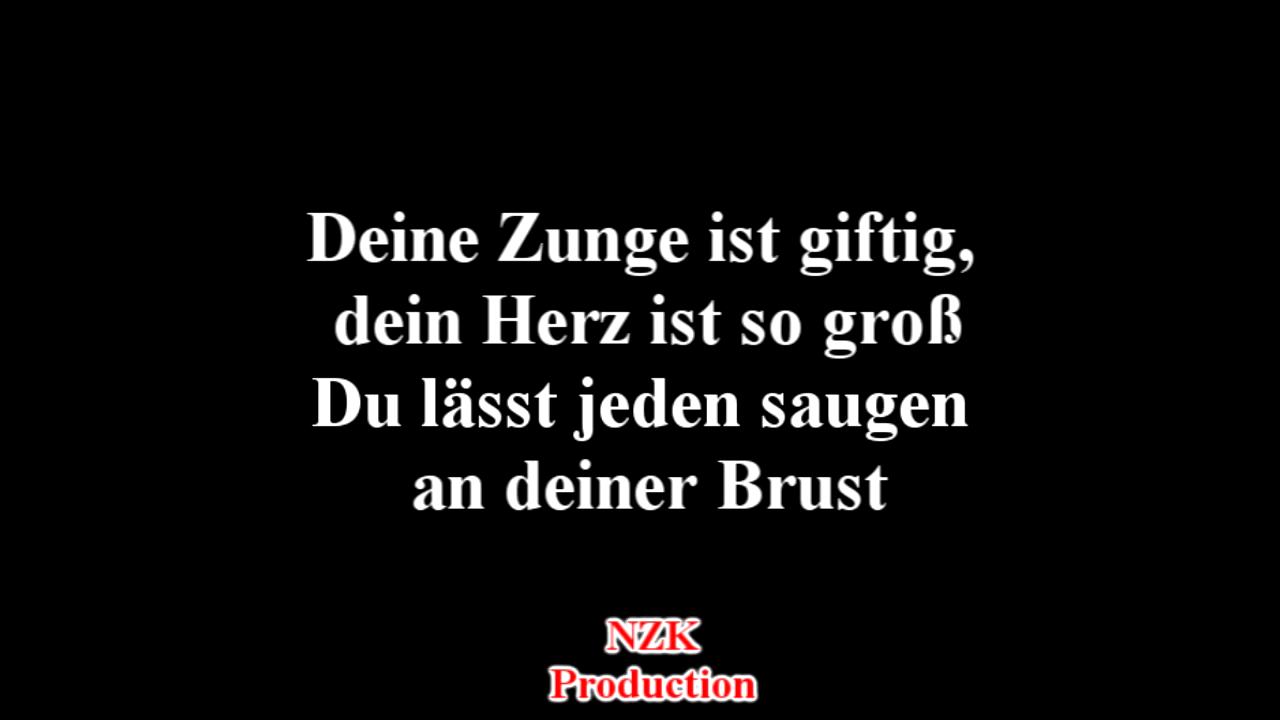 Deine Zunge ist giftig,
dein Herz ist so groß
Du lässt jeden saugen
an deiner Brust
NZK
Production